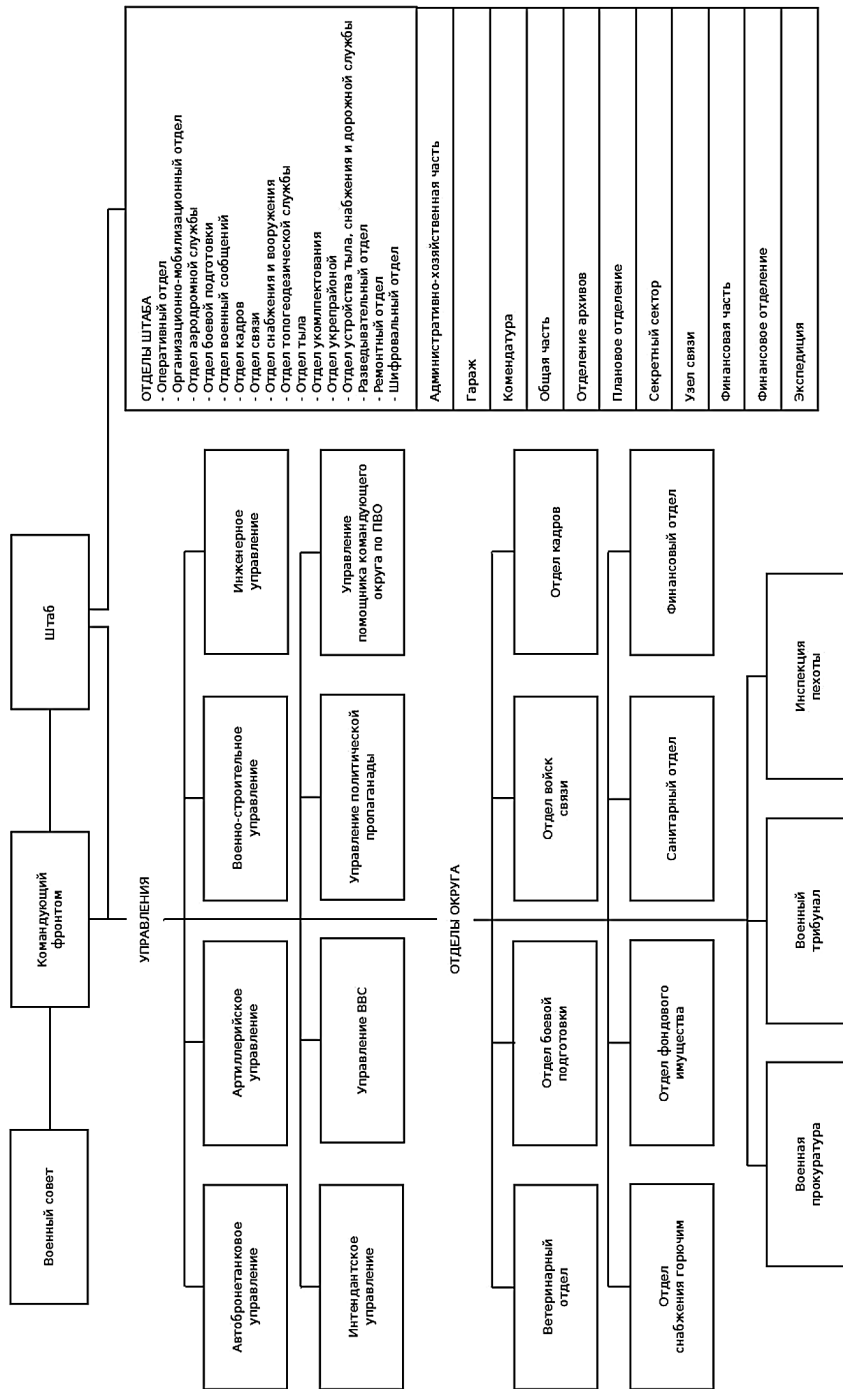 Военный совет
Командующий
фронтом
Штаб
УПРАВЛЕНИЯ
Автобронетанковое
управление
Артиллерийское
управление
Военно-строительное
управление
Инженерное
управление
Интендантское
управление
Управление ВВС
Управление политической
пропаганады
Управление
помощника командующего
округа по ПВО
ОТДЕЛЫ ОКРУГА
Ветеринарный
отдел
Отдел боевой
подготовки
Отдел войск
связи
Отдел кадров
Отдел
снабжения горючим
Отдел фондового
имущества
Санитарный отдел
Финансовый отдел
Военная
прокуратура
Военный
трибунал
Инспекция
пехоты
ОТДЕЛЫ ШТАБА
- Оперативный отдел
- Организационно-мобилизационный отдел
- Отдел аэродромной службы
- Отдел боевой подготовки
- Отдел военный сообщений
- Отдел кадров
- Отдел связи
- Отдел снабжения и вооружения
- Отдел топогеодезической службы
- Отдел тыла
- Отдел укомлпектования
- Отдел укрепрайоной
- Отдел устройства тыла, снабжения и дорожной службы
- Разведывательный отдел
- Ремонтный отдел
- Шифровальный отдел
Административно-хозяйственная часть
Гараж
Комендатура
Общая часть
Отделение архивов
Плановое отделение
Секретный сектор
Узел связи
Финансовая часть
Финансовое отделение
Экспедиция